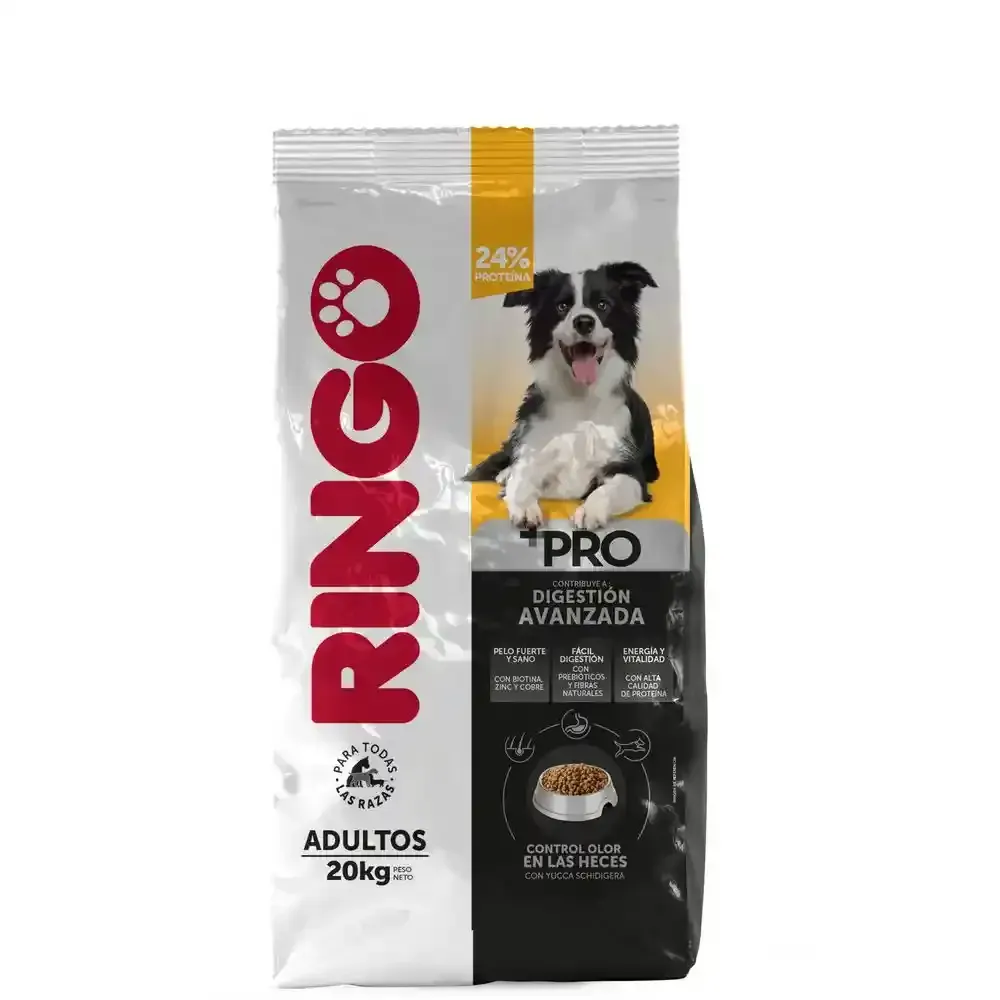 24%
PROTEÍNA
RINGO
+PRO
CONTRIBUYE A :
DIGESTIÓN
AVANZADA
PELO FUERTE
Y SANO
CON BIOTINA,
ZINC Y COBRE
FÁCIL
DIGESTIÓN
CON
PREBIÓTICOS
Y FIBRAS
NATURALES
ENERGÍA Y
VITALIDAD
CON ALTA
CALIDAD
DE PROTEÍNA
PARA TODAS
LAS RAZAS
ADULTOS
20kg PESO
NETO
CONTROL OLOR
EN LAS HECES
CON YUCCA SCHIDIGERA